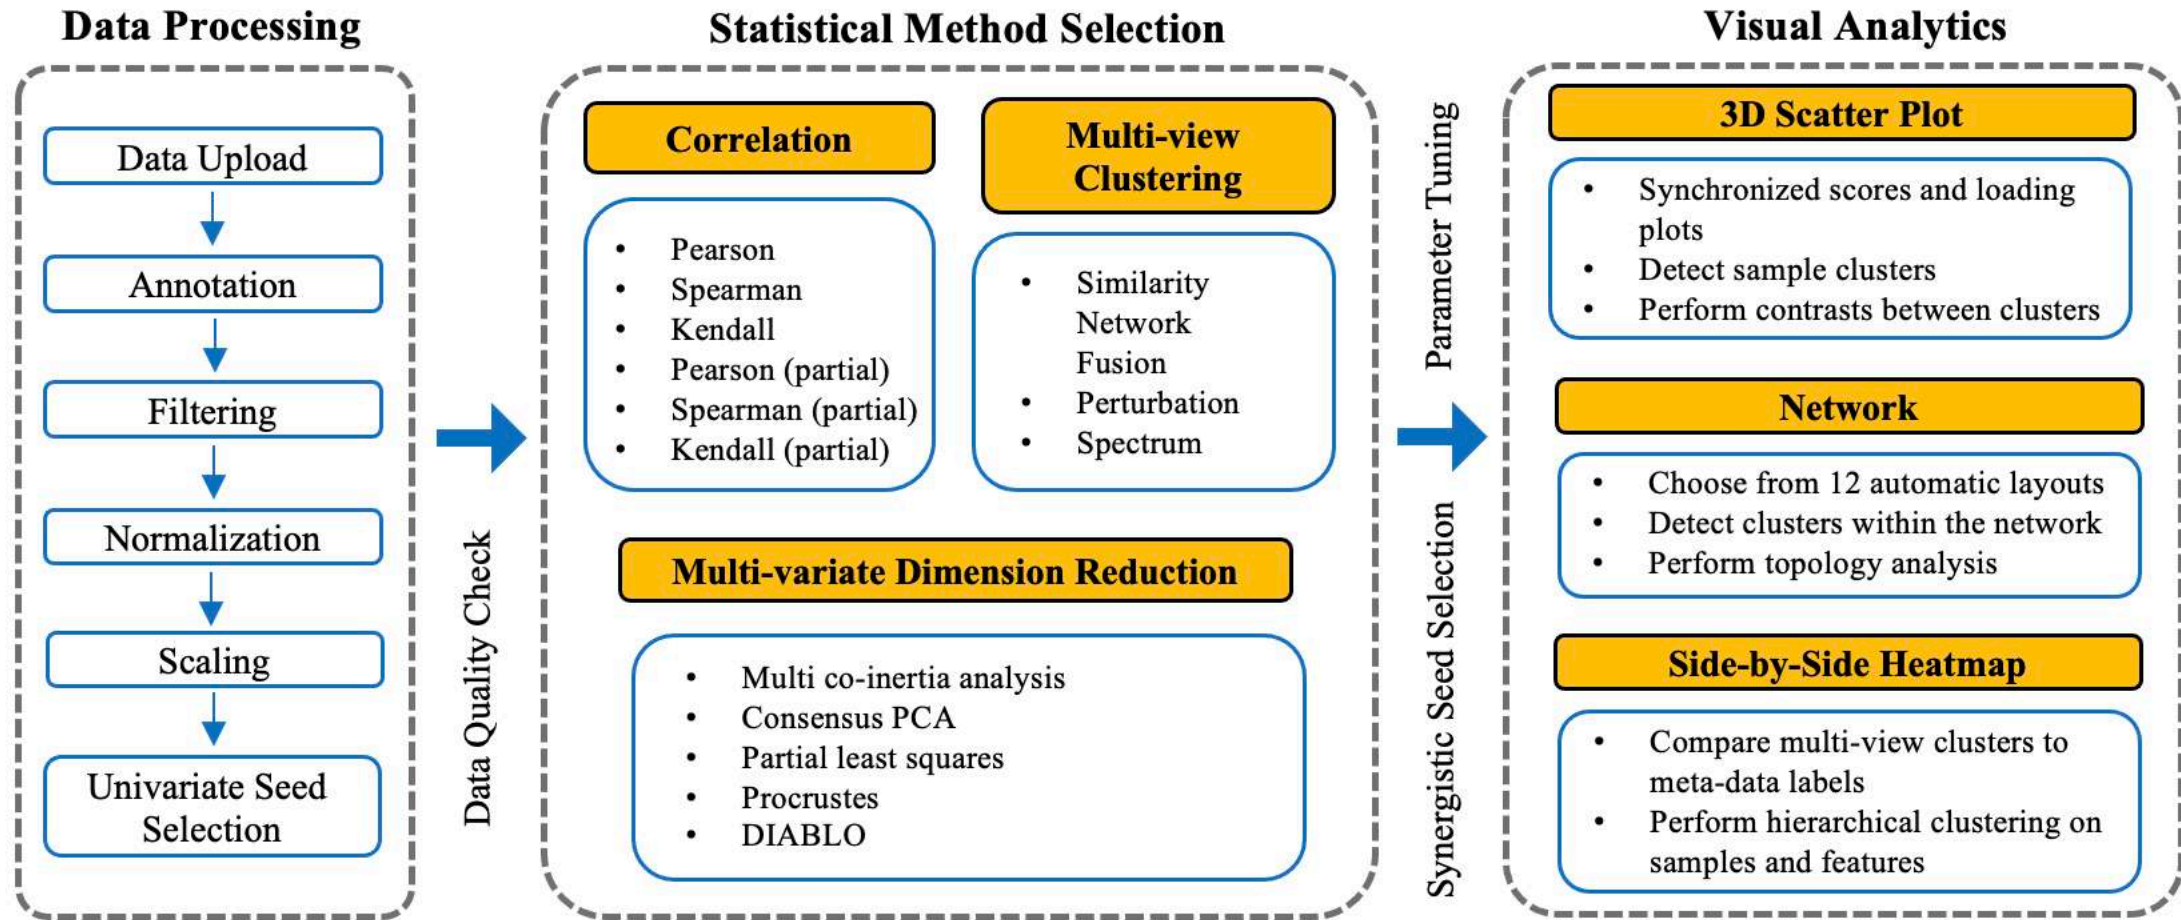 Data Processing
Data Upload
Annotation
Filtering
Normalization
Scaling
Univariate Seed
Selection
Data Quality Check
Statistical Method Selection
Correlation
• Pearson
• Spearman
• Kendall
• Pearson (partial)
• Spearman (partial)
• Kendall (partial)
Multi-view
Clustering
• Similarity
Network
Fusion
• Perturbation
• Spectrum
Multi-variate Dimension Reduction
• Multi co-inertia analysis
• Consensus PCA
• Partial least squares
• Procrustes
• DIABLO
Parameter Tuning
Synergistic Seed Selection
Visual Analytics
3D Scatter Plot
• Synchronized scores and loading
plots
• Detect sample clusters
• Perform contrasts between clusters
Network
• Choose from 12 automatic layouts
• Detect clusters within the network
• Perform topology analysis
Side-by-Side Heatmap
• Compare multi-view clusters to
meta-data labels
• Perform hierarchical clustering on
samples and features